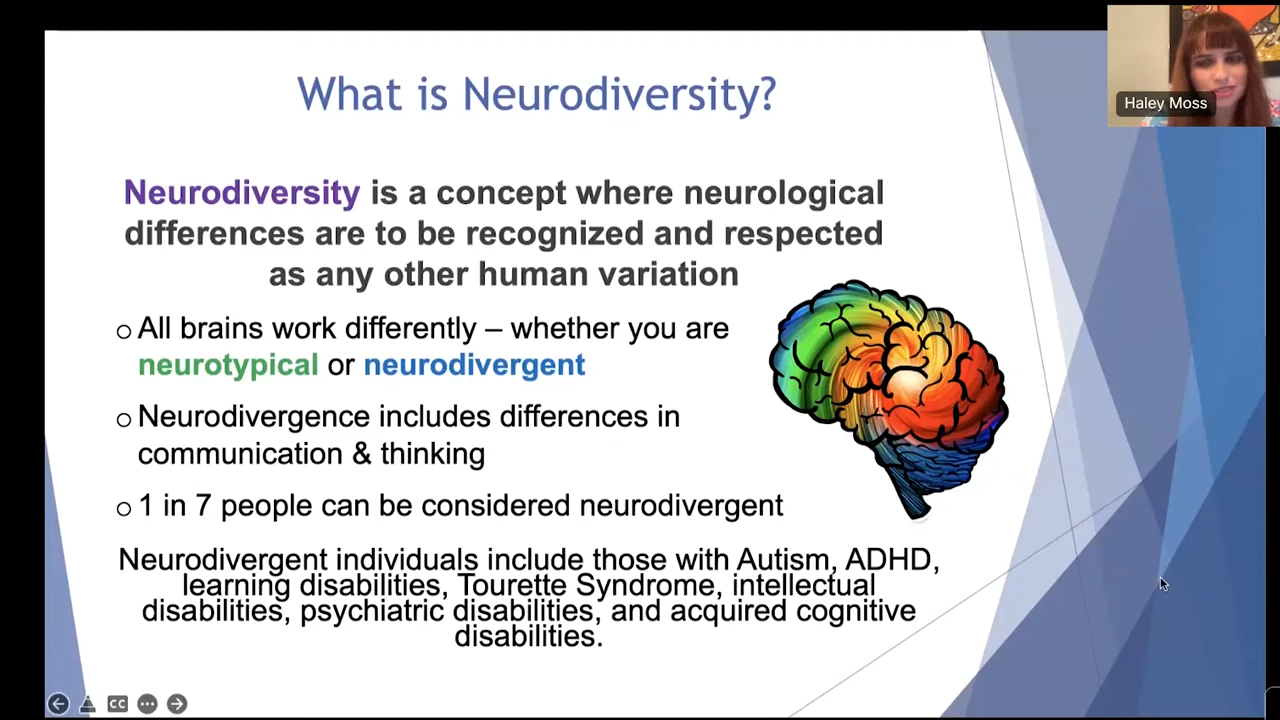 What is Neurodiversity?
Haley Moss
Neurodiversity is a concept where neurological
differences are to be recognized and respected
as any other human variation
o All brains work differently – whether you are
neurotypical or neurodivergent
o Neurodivergence includes differences in
communication & thinking
o 1 in 7 people can be considered neurodivergent
Neurodivergent individuals include those with Autism, ADHD,
learning disabilities, Tourette Syndrome, intellectual
disabilities, psychiatric disabilities, and acquired cognitive
disabilities.
CC